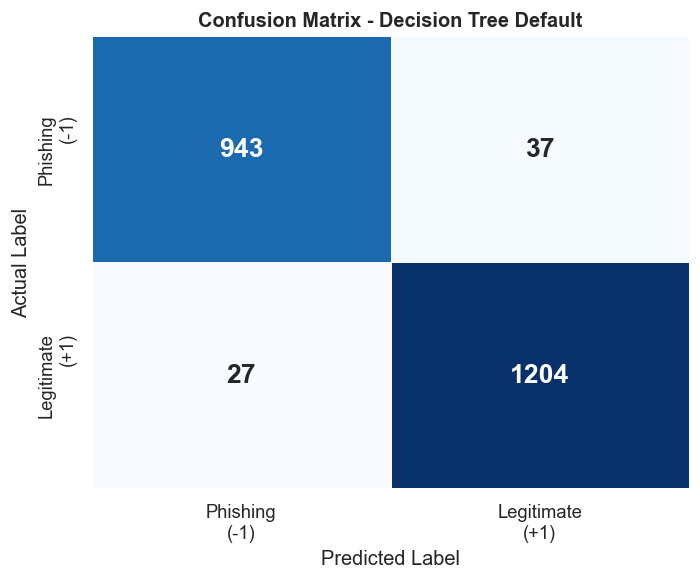 Confusion Matrix - Decision Tree Default
Actual Label
Phishing
(-1)
943
37
Legitimate
(+1)
27
1204
Phishing
(-1)
Legitimate
(+1)
Predicted Label